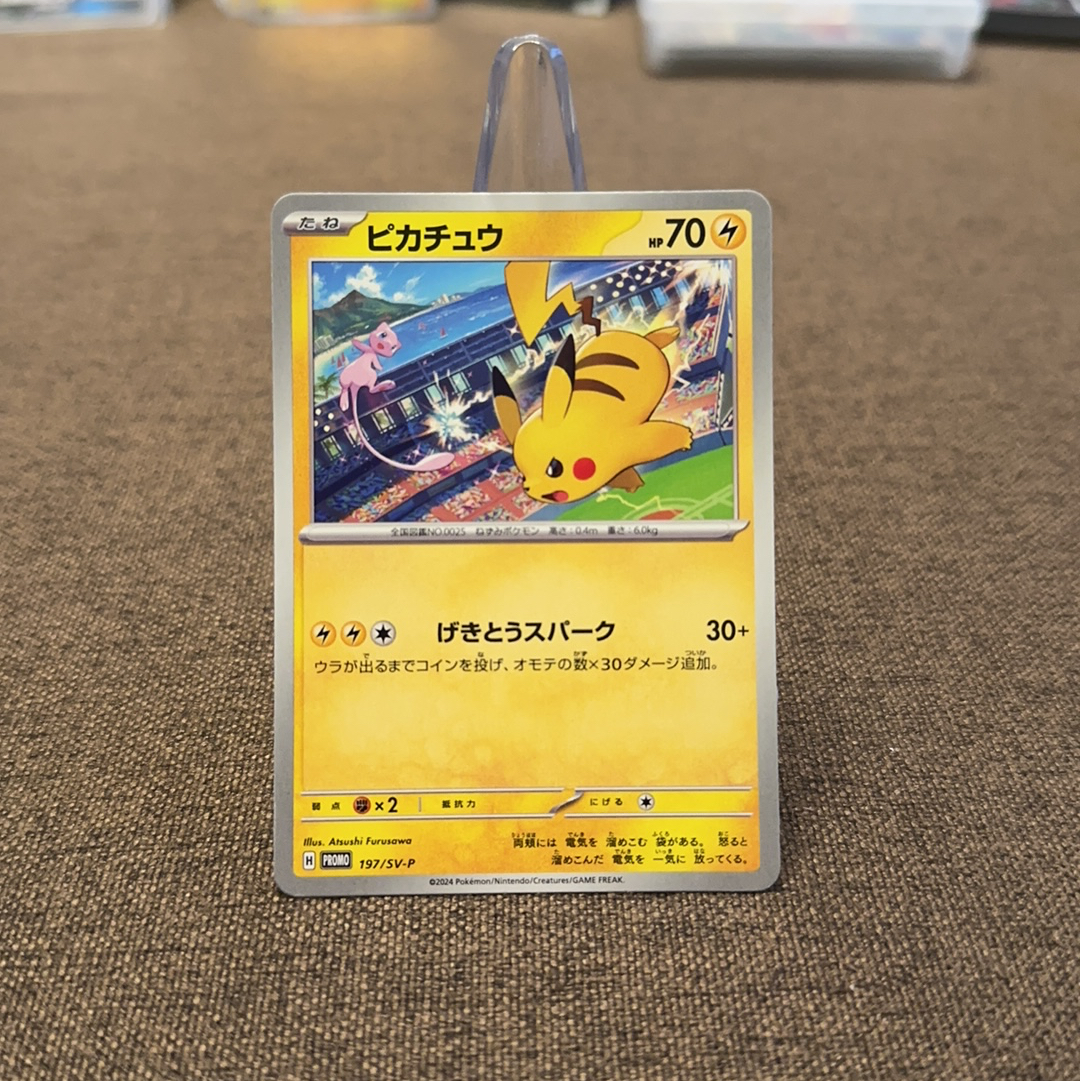 たね
ピカチュウ
HP 70
全国図鑑NO.0025 ねずみポケモン 高さ:0.4m 重さ:6.0kg
げきとうスパーク 30+
ウラが出るまでコインを投げ、オモテの数×30ダメージ追加。
弱点 ×2 抵抗力 にげる
Illus. Atsushi Furusawa
両頬には 電気を 溜めこむ 袋がある。 怒ると
溜めこんだ 電気を 一気に 放ってくる。
H PROMO 197/SV-P
©2024 Pokémon/Nintendo/Creatures/GAME FREAK.